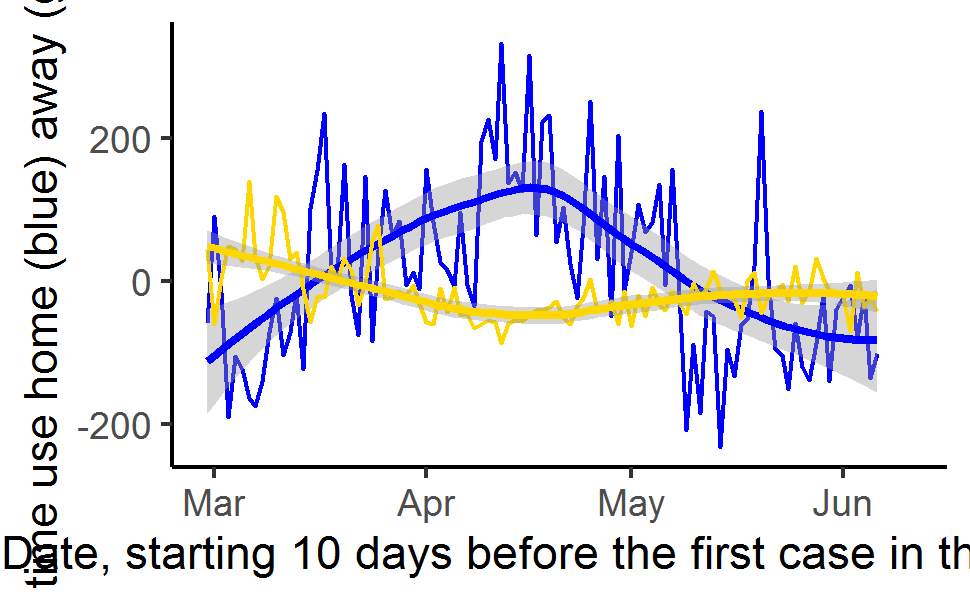 time use home (blue) away (
200
0
-200
Mar Apr May Jun
Date, starting 10 days before the first case in th